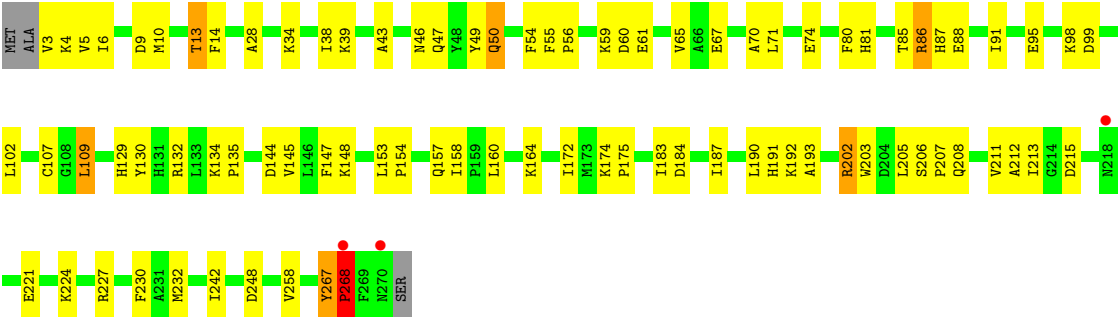 MET ALA V3 K4 V5 I6 D9 M10 T13 F14 A28 K34 I38 K39 A43 N46 Q47 Y48 Y49 Q50 F54 F55 P56 K59 D60 E61 V65 A66 E67 A70 L71 E74 F80 H81 T85 R86 H87 E88 I91 E95 K98 D99
L102 C107 G108 L109 H129 Y130 H131 R132 L133 K134 P135 D144 V145 L146 F147 K148 L153 P154 Q157 I158 P159 L160 K164 I172 M173 K174 P175 I183 D184 I187 L190 H191 K192 A193 R202 W203 D204 L205 S206 P207 Q208 V211 A212 I213 G214 D215 N218
E221 K224 R227 F230 A231 M232 I242 D248 V258 Y267 P268 F269 N270 SER